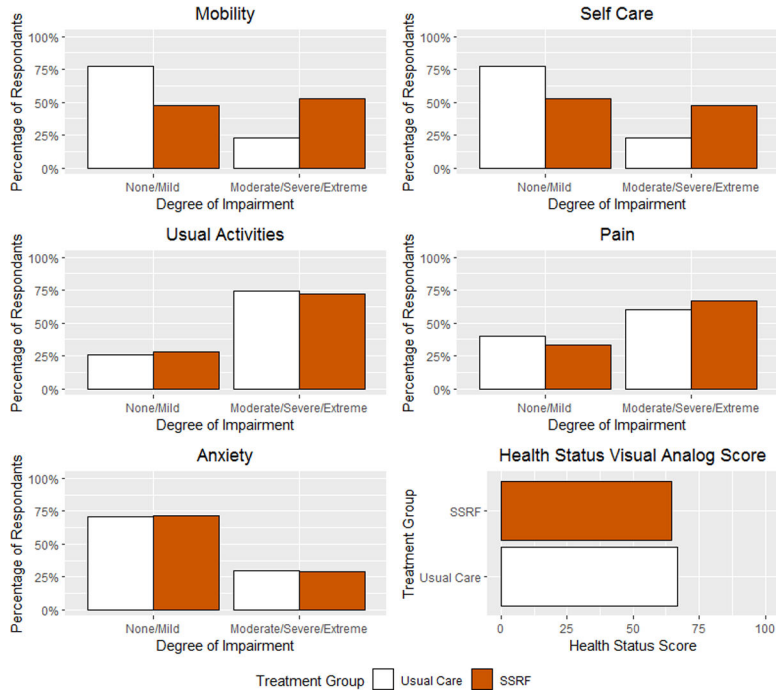 Mobility
Percentage of Respondants
100%
75%
50%
25%
0%
None/Mild
Moderate/Severe/Extreme
Degree of Impairment
Self Care
Percentage of Respondants
100%
75%
50%
25%
0%
None/Mild
Moderate/Severe/Extreme
Degree of Impairment
Usual Activities
Percentage of Respondants
100%
75%
50%
25%
0%
None/Mild
Moderate/Severe/Extreme
Degree of Impairment
Pain
Percentage of Respondants
100%
75%
50%
25%
0%
None/Mild
Moderate/Severe/Extreme
Degree of Impairment
Anxiety
Percentage of Respondants
100%
75%
50%
25%
0%
None/Mild
Moderate/Severe/Extreme
Degree of Impairment
Health Status Visual Analog Score
Treatment Group
SSRF
Usual Care
0 25 50 75 100
Health Status Score
Treatment Group Usual Care SSRF